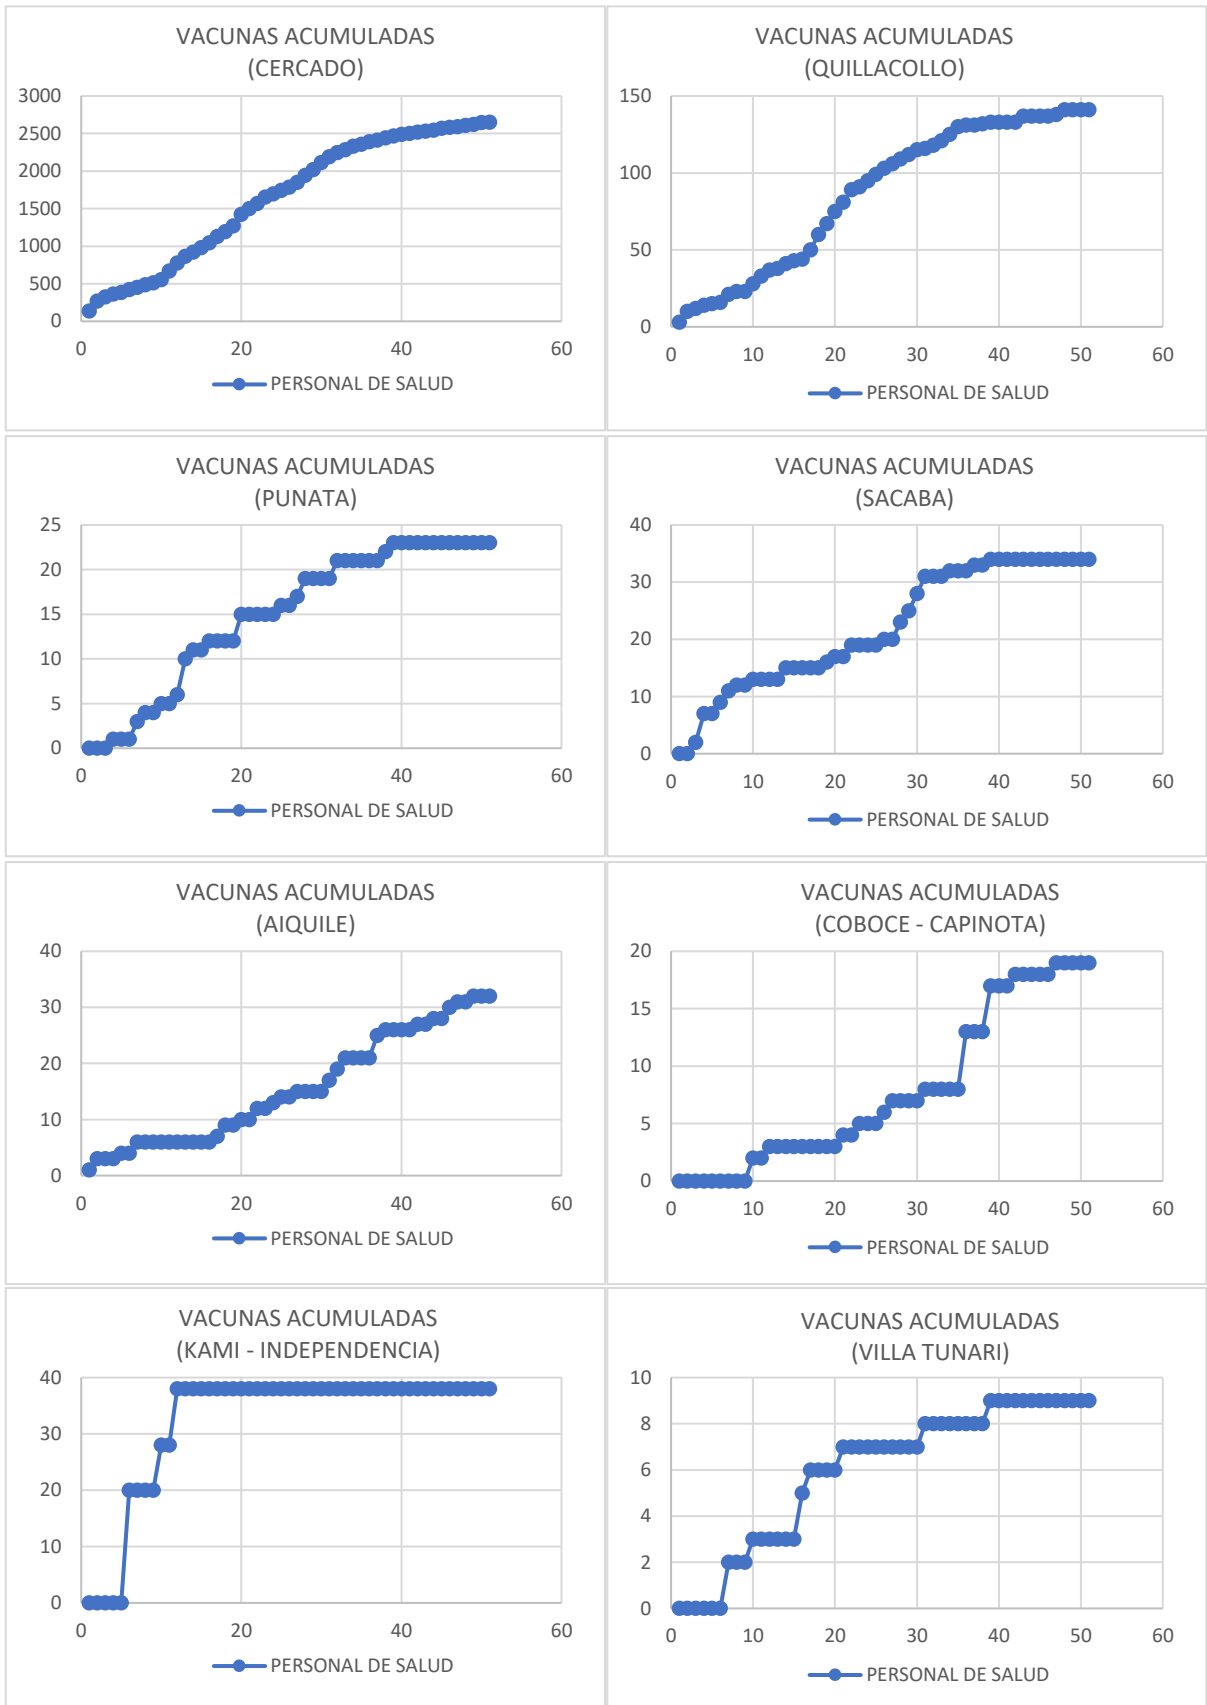 VACUNAS ACUMULADAS
(CERCADO)
3000
2500
2000
1500
1000
500
0
0 20 40 60
PERSONAL DE SALUD
VACUNAS ACUMULADAS
(QUILLACOLLO)
150
100
50
0
0 10 20 30 40 50 60
PERSONAL DE SALUD
VACUNAS ACUMULADAS
(PUNATA)
25
20
15
10
5
0
0 20 40 60
PERSONAL DE SALUD
VACUNAS ACUMULADAS
(SACABA)
40
30
20
10
0
0 10 20 30 40 50 60
PERSONAL DE SALUD
VACUNAS ACUMULADAS
(AIQUILE)
40
30
20
10
0
0 20 40 60
PERSONAL DE SALUD
VACUNAS ACUMULADAS
(COBOCE - CAPINOTA)
20
15
10
5
0
0 10 20 30 40 50 60
PERSONAL DE SALUD
VACUNAS ACUMULADAS
(KAMI - INDEPENDENCIA)
40
30
20
10
0
0 20 40 60
PERSONAL DE SALUD
VACUNAS ACUMULADAS
(VILLA TUNARI)
10
8
6
4
2
0
0 10 20 30 40 50 60
PERSONAL DE SALUD